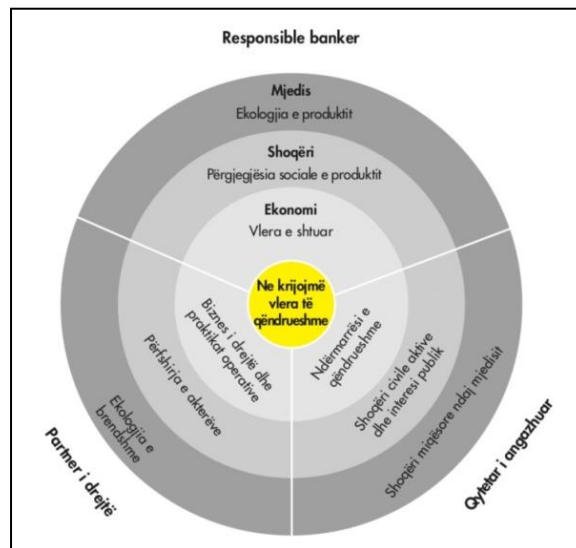 Responsible banker
Mjedis
Ekologjia e produktit
Shoqëri
Përgjegjësia sociale e produktit
Ekonomi
Vlera e shtuar
Ne krijojmë
vlera të
qëndrueshme
Biznes i drejtë dhe
praktikat operative
Përfshirja e akterëve
Ekologjia e
brendshme
Partner i drejtë
Ndërmarrësi e
qëndrueshme
Shoqëri civile aktive
dhe interesi publik
Shoqëri miqësore ndaj mjedisit
Qytetar i angazhuar